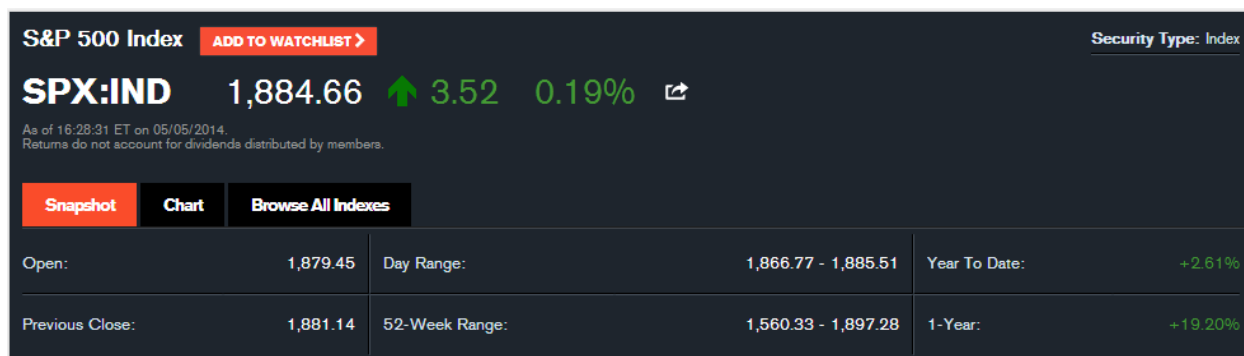 S&P 500 Index ADD TO WATCHLIST Security Type: Index
SPX:IND 1,884.66 3.52 0.19%
As of 16:28:31 ET on 05/05/2014.
Returns do not account for dividends distributed by members.
Snapshot Chart Browse All Indexes
Open: 1,879.45 Day Range: 1,866.77 - 1,885.51 Year To Date: +2.61%
Previous Close: 1,881.14 52-Week Range: 1,560.33 - 1,897.28 1-Year: +19.20%